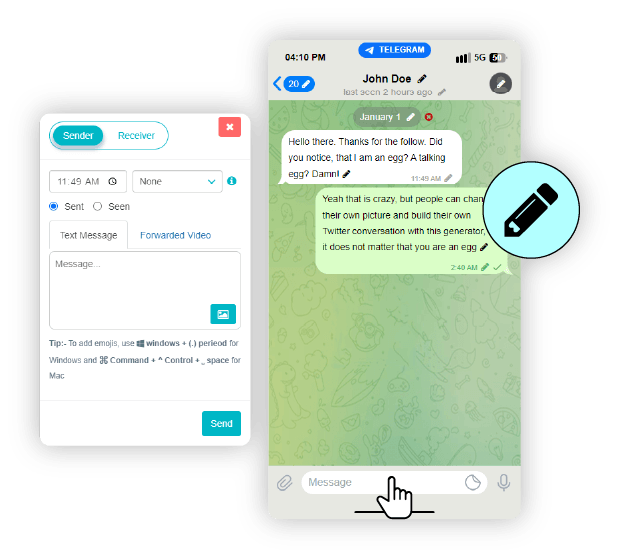 Sender
Receiver
11:49 AM
None
Sent
Seen
Text Message
Forwarded Video
Message...
Tip:- To add emojis, use windows + (.) perieod for
Windows and ⌘ Command + ^ Control + _ space for
Mac
Send
04:10 PM
TELEGRAM
5G
50
20
John Doe
last seen 2 hours ago
January 1
Hello there. Thanks for the follow. Did
you notice, that I am an egg? A talking
egg? Damn!
11:49 AM
Yeah that is crazy, but people can
their own picture and build their own
Twitter conversation with this generator,
it does not matter that you are an egg
2:40 AM
Message